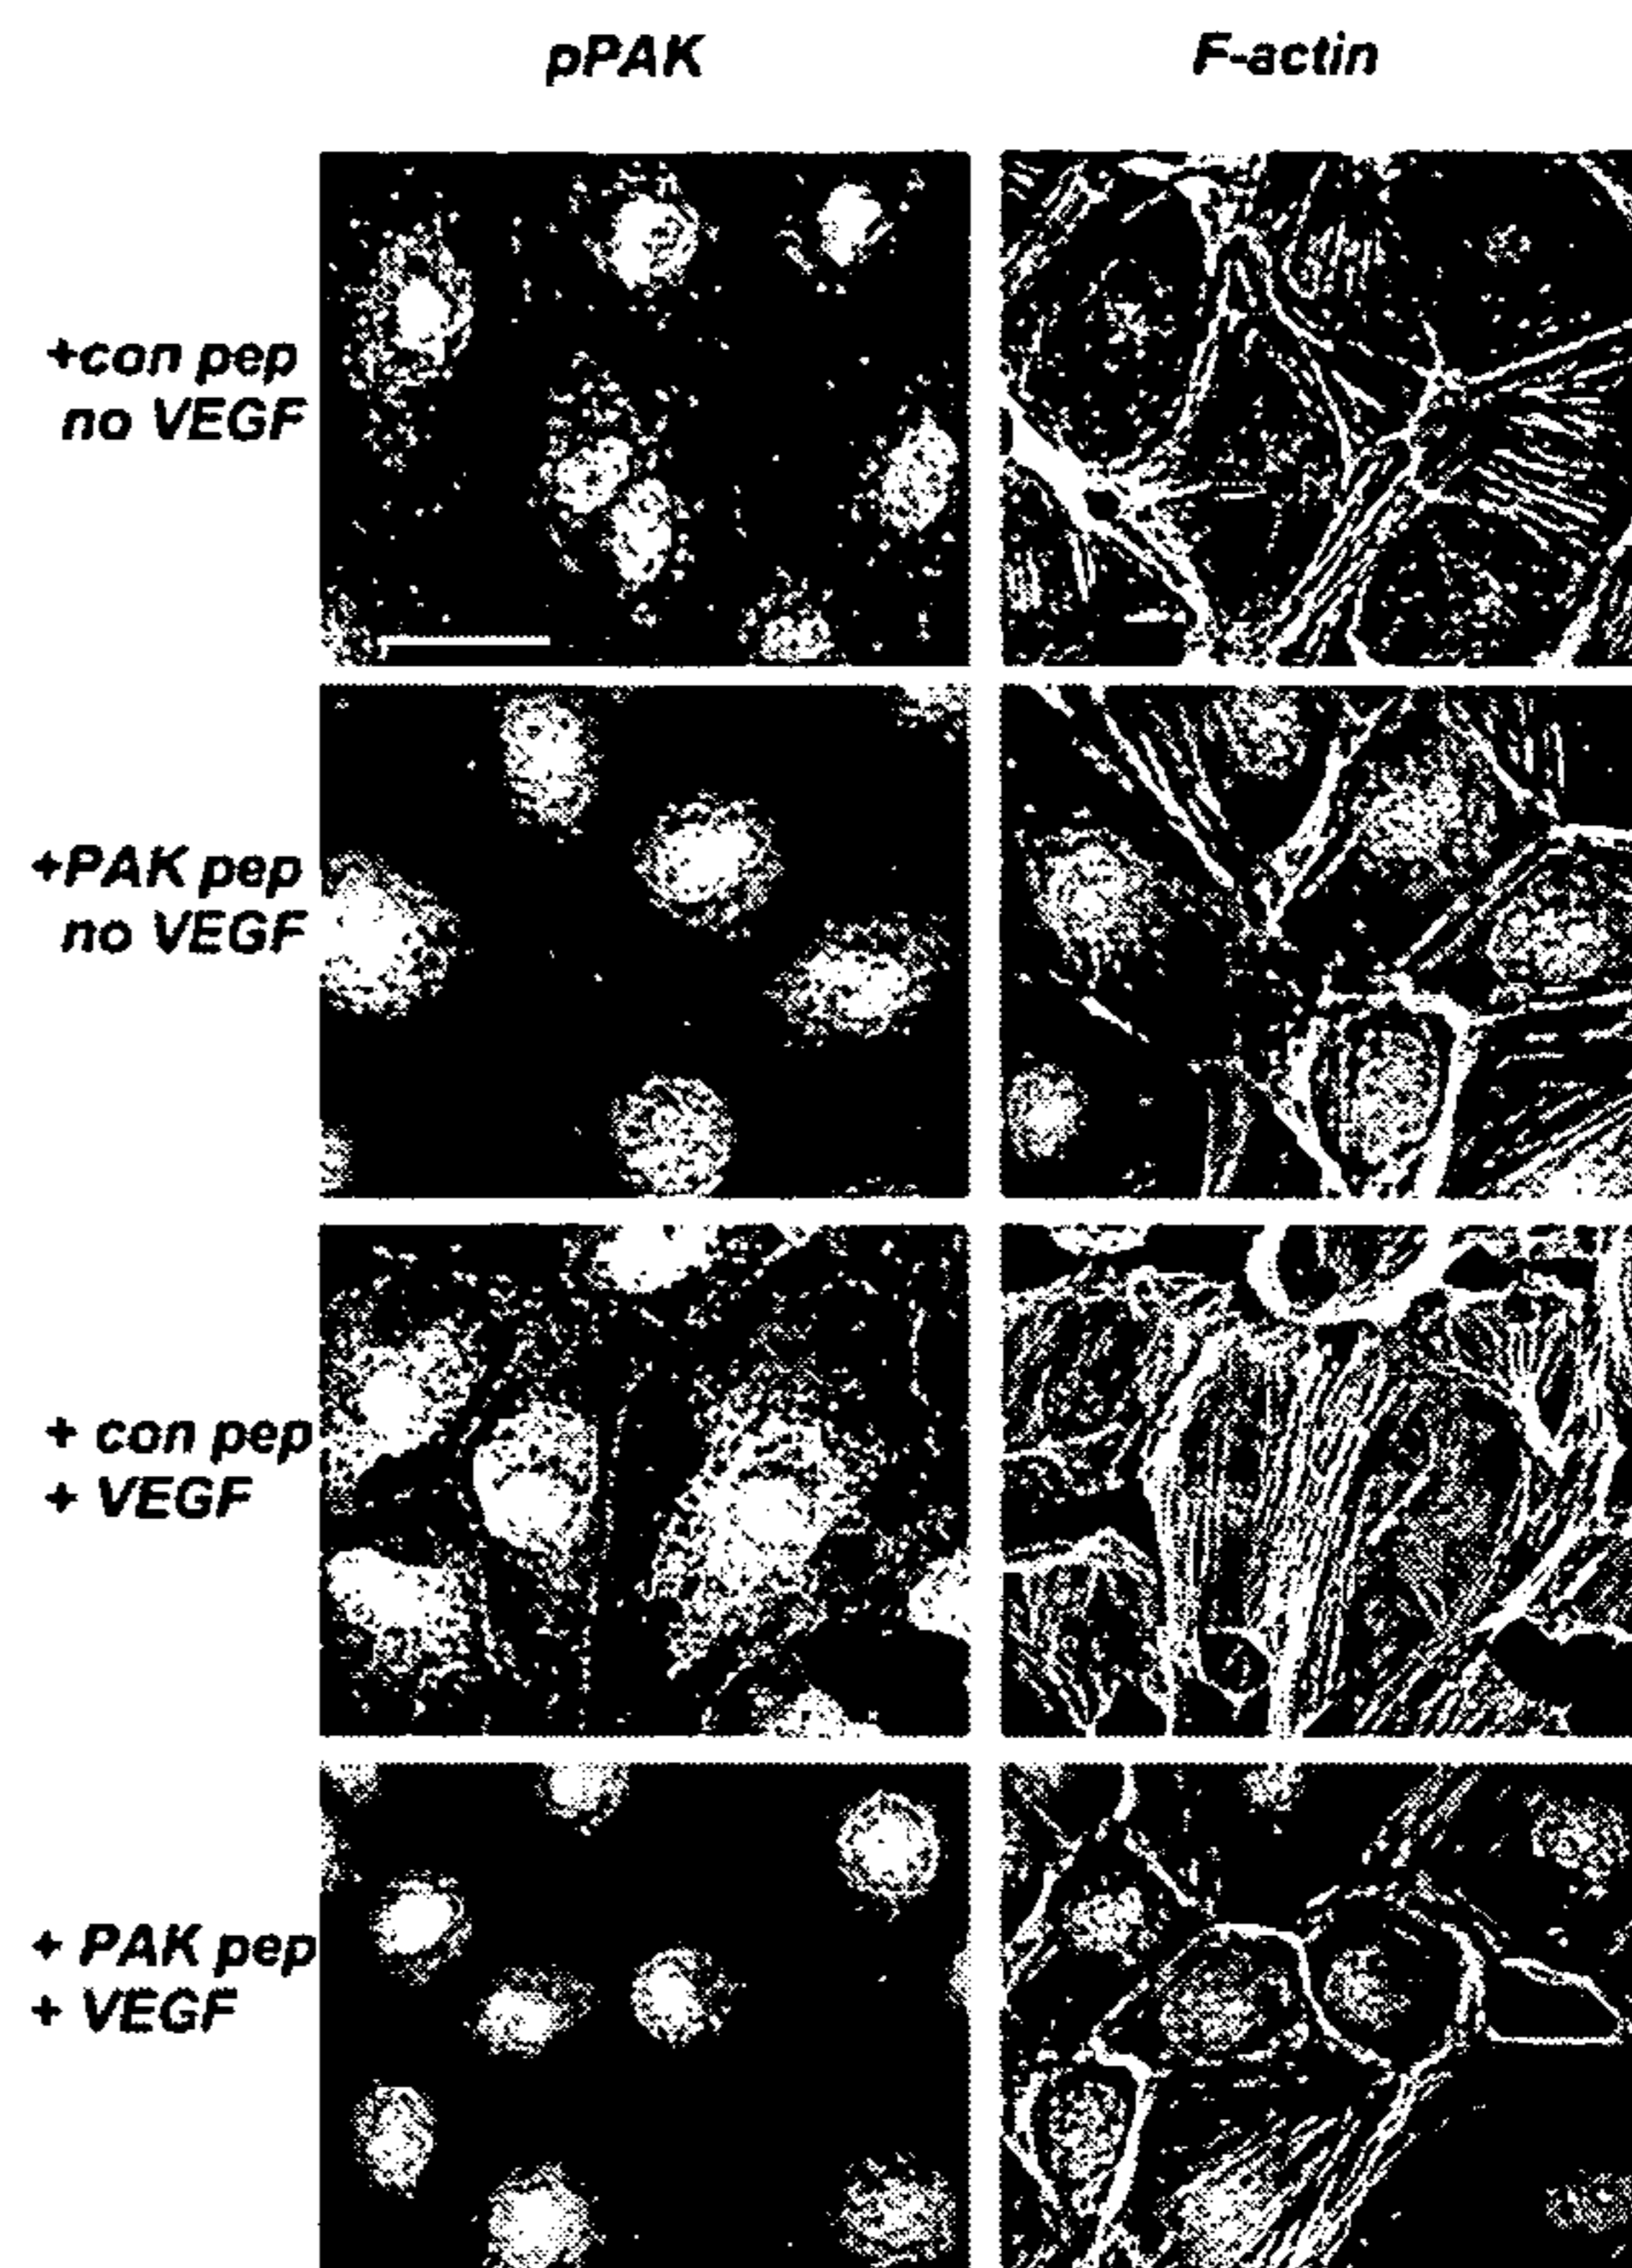 pPAK F-actin
+con pep
no VEGF
+PAK pep
no VEGF
+ con pep
+ VEGF
+ PAK pep
+ VEGF